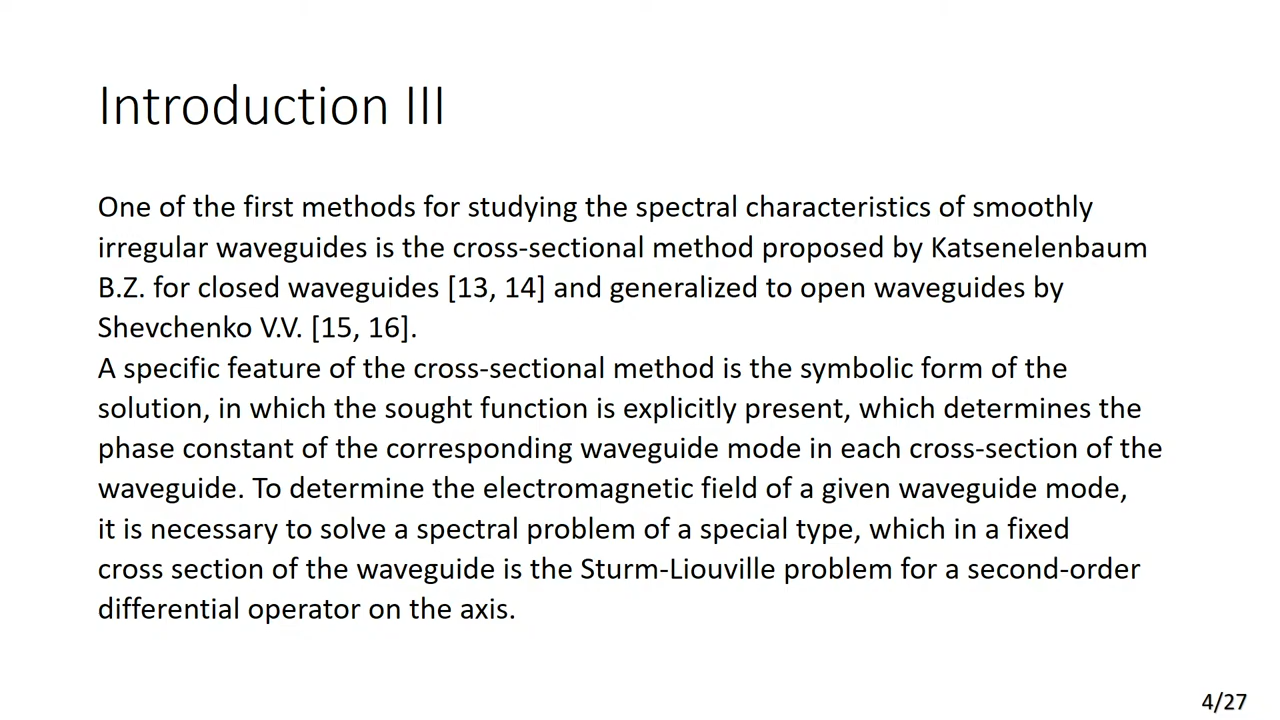 Introduction III
One of the first methods for studying the spectral characteristics of smoothly
irregular waveguides is the cross-sectional method proposed by Katsenelenbaum
B.Z. for closed waveguides [13, 14] and generalized to open waveguides by
Shevchenko V.V. [15, 16].
A specific feature of the cross-sectional method is the symbolic form of the
solution, in which the sought function is explicitly present, which determines the
phase constant of the corresponding waveguide mode in each cross-section of the
waveguide. To determine the electromagnetic field of a given waveguide mode,
it is necessary to solve a spectral problem of a special type, which in a fixed
cross section of the waveguide is the Sturm-Liouville problem for a second-order
differential operator on the axis.
4/27